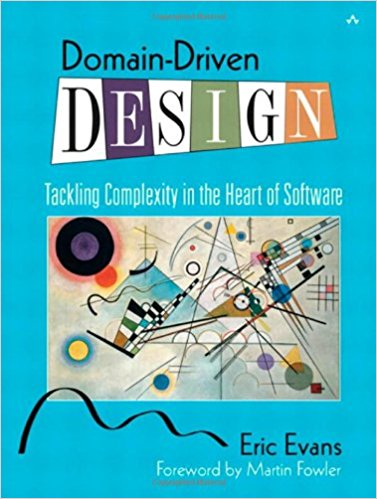 Domain-Driven
DESIGN
Tackling Complexity in the Heart of Software
Eric Evans
Foreword by Martin Fowler